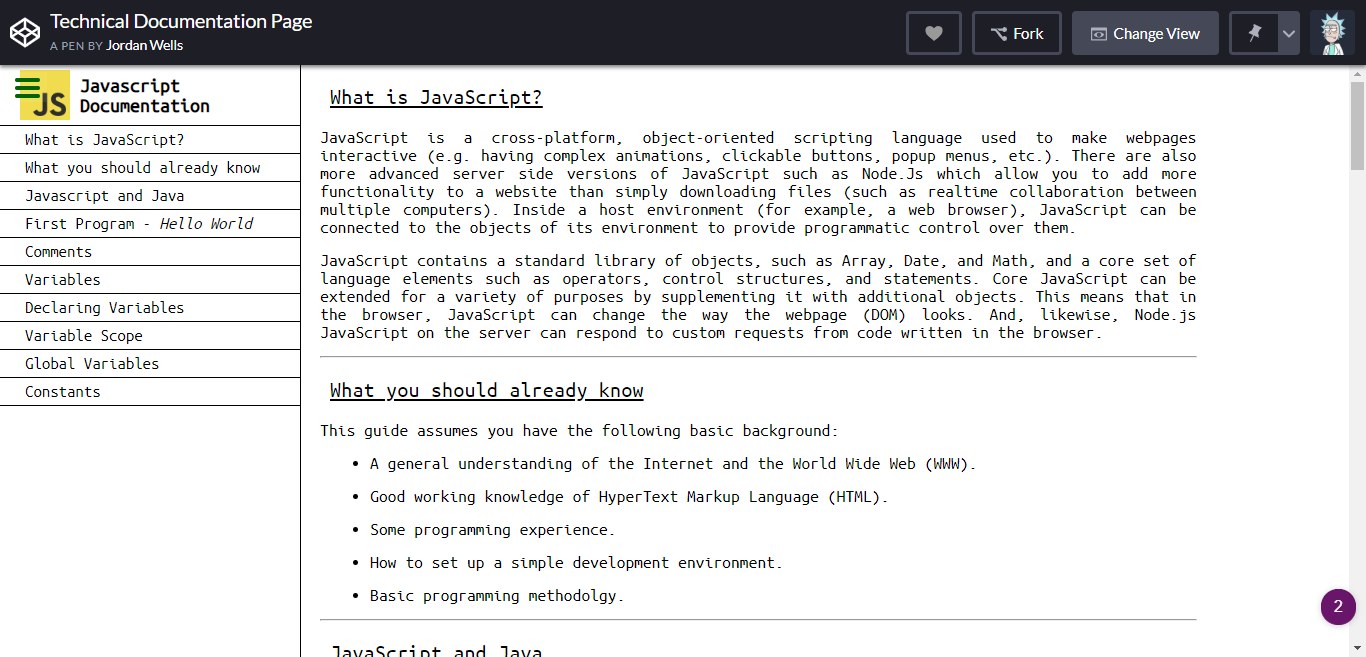 Technical Documentation Page
A PEN BY Jordan Wells
Fork
Change View
JS
Javascript
Documentation
What is JavaScript?
What you should already know
Javascript and Java
First Program - Hello World
Comments
Variables
Declaring Variables
Variable Scope
Global Variables
Constants
What is JavaScript?
JavaScript is a cross-platform, object-oriented scripting language used to make webpages
interactive (e.g. having complex animations, clickable buttons, popup menus, etc.). There are also
more advanced server side versions of JavaScript such as Node.Js which allow you to add more
functionality to a website than simply downloading files (such as realtime collaboration between
multiple computers). Inside a host environment (for example, a web browser), JavaScript can be
connected to the objects of its environment to provide programmatic control over them.
JavaScript contains a standard library of objects, such as Array, Date, and Math, and a core set of
language elements such as operators, control structures, and statements. Core JavaScript can be
extended for a variety of purposes by supplementing it with additional objects. This means that in
the browser, JavaScript can change the way the webpage (DOM) looks. And, likewise, Node.js
JavaScript on the server can respond to custom requests from code written in the browser.
What you should already know
This guide assumes you have the following basic background:
• A general understanding of the Internet and the World Wide Web (WWW).
• Good working knowledge of HyperText Markup Language (HTML).
• Some programming experience.
• How to set up a simple development environment.
• Basic programming methodolgy.
2
JavaScript and Java